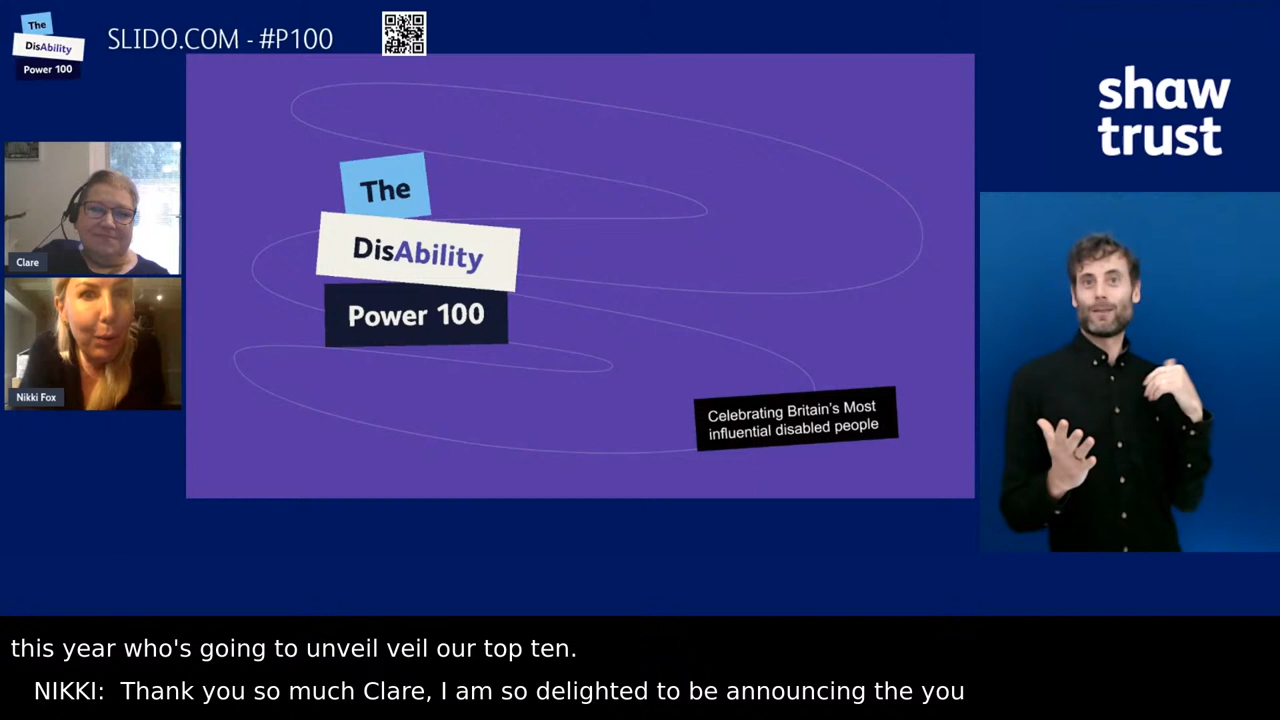 The
DisAbility
Power 100
SLIDO.COM - #P100
shaw
trust
Clare
Nikki Fox
The
DisAbility
Power 100
Celebrating Britain's Most
influential disabled people
this year who's going to unveil veil our top ten.
NIKKI:  Thank you so much Clare, I am so delighted to be announcing the you